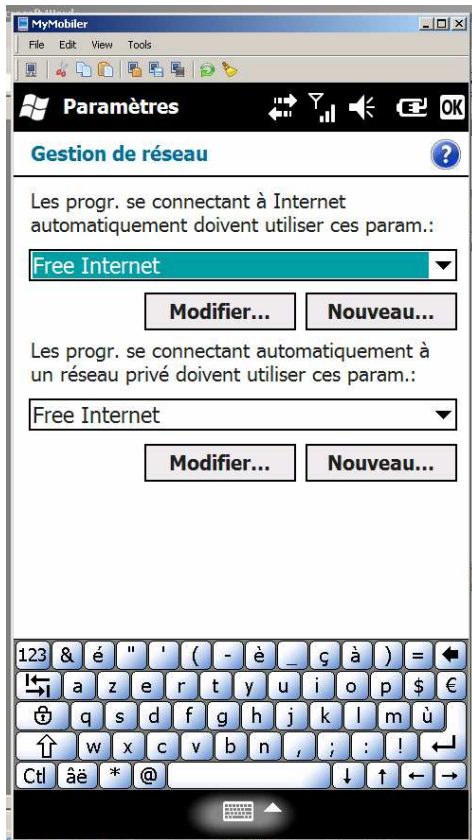 MyMobiler
File Edit View Tools
Paramètres OK
Gestion de réseau ?
Les progr. se connectant à Internet
automatiquement doivent utiliser ces param.:
Free Internet
Modifier... Nouveau...
Les progr. se connectant automatiquement à
un réseau privé doivent utiliser ces param.:
Free Internet
Modifier... Nouveau...
123 & é " ' ( - è _ ç à ) =
a z e r t y u i o p $ €
q s d f g h j k l m ù
w x c v b n , ; : !
Ctl âë * @